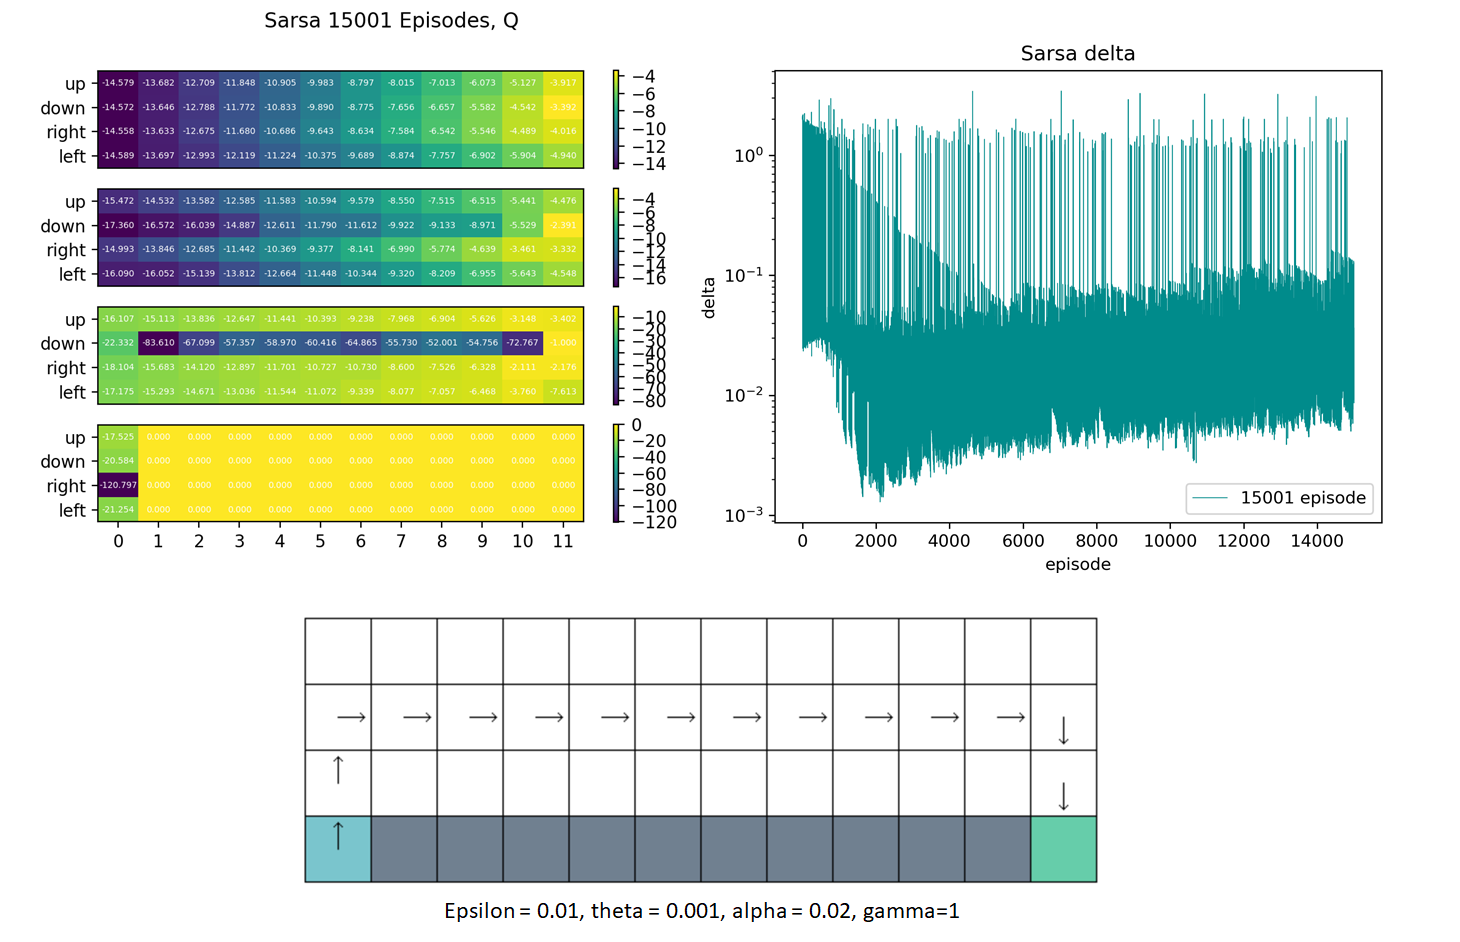 Sarsa 15001 Episodes, Q
up -14.579 -13.682 -12.709 -11.848 -10.905 -9.983 -8.797 -8.015 -7.013 -6.073 -5.127 -3.917
down -14.572 -13.646 -12.788 -11.772 -10.833 -9.890 -8.775 -7.656 -6.657 -5.582 -4.542 -3.392
right -14.558 -13.633 -12.675 -11.680 -10.686 -9.643 -8.634 -7.584 -6.542 -5.546 -4.489 -4.016
left -14.589 -13.697 -12.993 -12.119 -11.224 -10.375 -9.689 -8.874 -7.757 -6.902 -5.904 -4.940
−4
−6
−8
−10
−12
−14
up -15.472 -14.532 -13.582 -12.585 -11.583 -10.594 -9.579 -8.550 -7.515 -6.515 -5.441 -4.476
down -17.360 -16.572 -16.039 -14.887 -12.611 -11.790 -11.612 -9.922 -9.133 -8.971 -5.529 -2.391
right -14.993 -13.846 -12.685 -11.442 -10.369 -9.377 -8.141 -6.990 -5.774 -4.639 -3.461 -3.332
left -16.090 -16.052 -15.139 -13.812 -12.664 -11.448 -10.344 -9.320 -8.209 -6.955 -5.643 -4.548
−4
−6
−8
−10
−12
−14
−16
up -16.107 -15.113 -13.836 -12.647 -11.441 -10.393 -9.238 -7.968 -6.904 -5.626 -3.148 -3.402
down -22.332 -83.610 -67.099 -57.357 -58.970 -60.416 -64.865 -55.730 -52.001 -54.756 -72.767 -1.000
right -18.104 -15.683 -14.120 -12.897 -11.701 -10.727 -10.730 -8.600 -7.526 -6.328 -2.111 -2.176
left -17.175 -15.293 -14.671 -13.036 -11.544 -11.072 -9.339 -8.077 -7.057 -6.468 -3.760 -7.613
−10
−20
−30
−40
−50
−60
−70
−80
up -17.525 0.000 0.000 0.000 0.000 0.000 0.000 0.000 0.000 0.000 0.000 0.000
down -20.584 0.000 0.000 0.000 0.000 0.000 0.000 0.000 0.000 0.000 0.000 0.000
right -120.797 0.000 0.000 0.000 0.000 0.000 0.000 0.000 0.000 0.000 0.000 0.000
left -21.254 0.000 0.000 0.000 0.000 0.000 0.000 0.000 0.000 0.000 0.000 0.000
0
−20
−40
−60
−80
−100
−120
0 1 2 3 4 5 6 7 8 9 10 11
Sarsa delta
delta
10⁰
10⁻¹
10⁻²
10⁻³
15001 episode
0 2000 4000 6000 8000 10000 12000 14000
episode
Epsilon = 0.01, theta = 0.001, alpha = 0.02, gamma=1